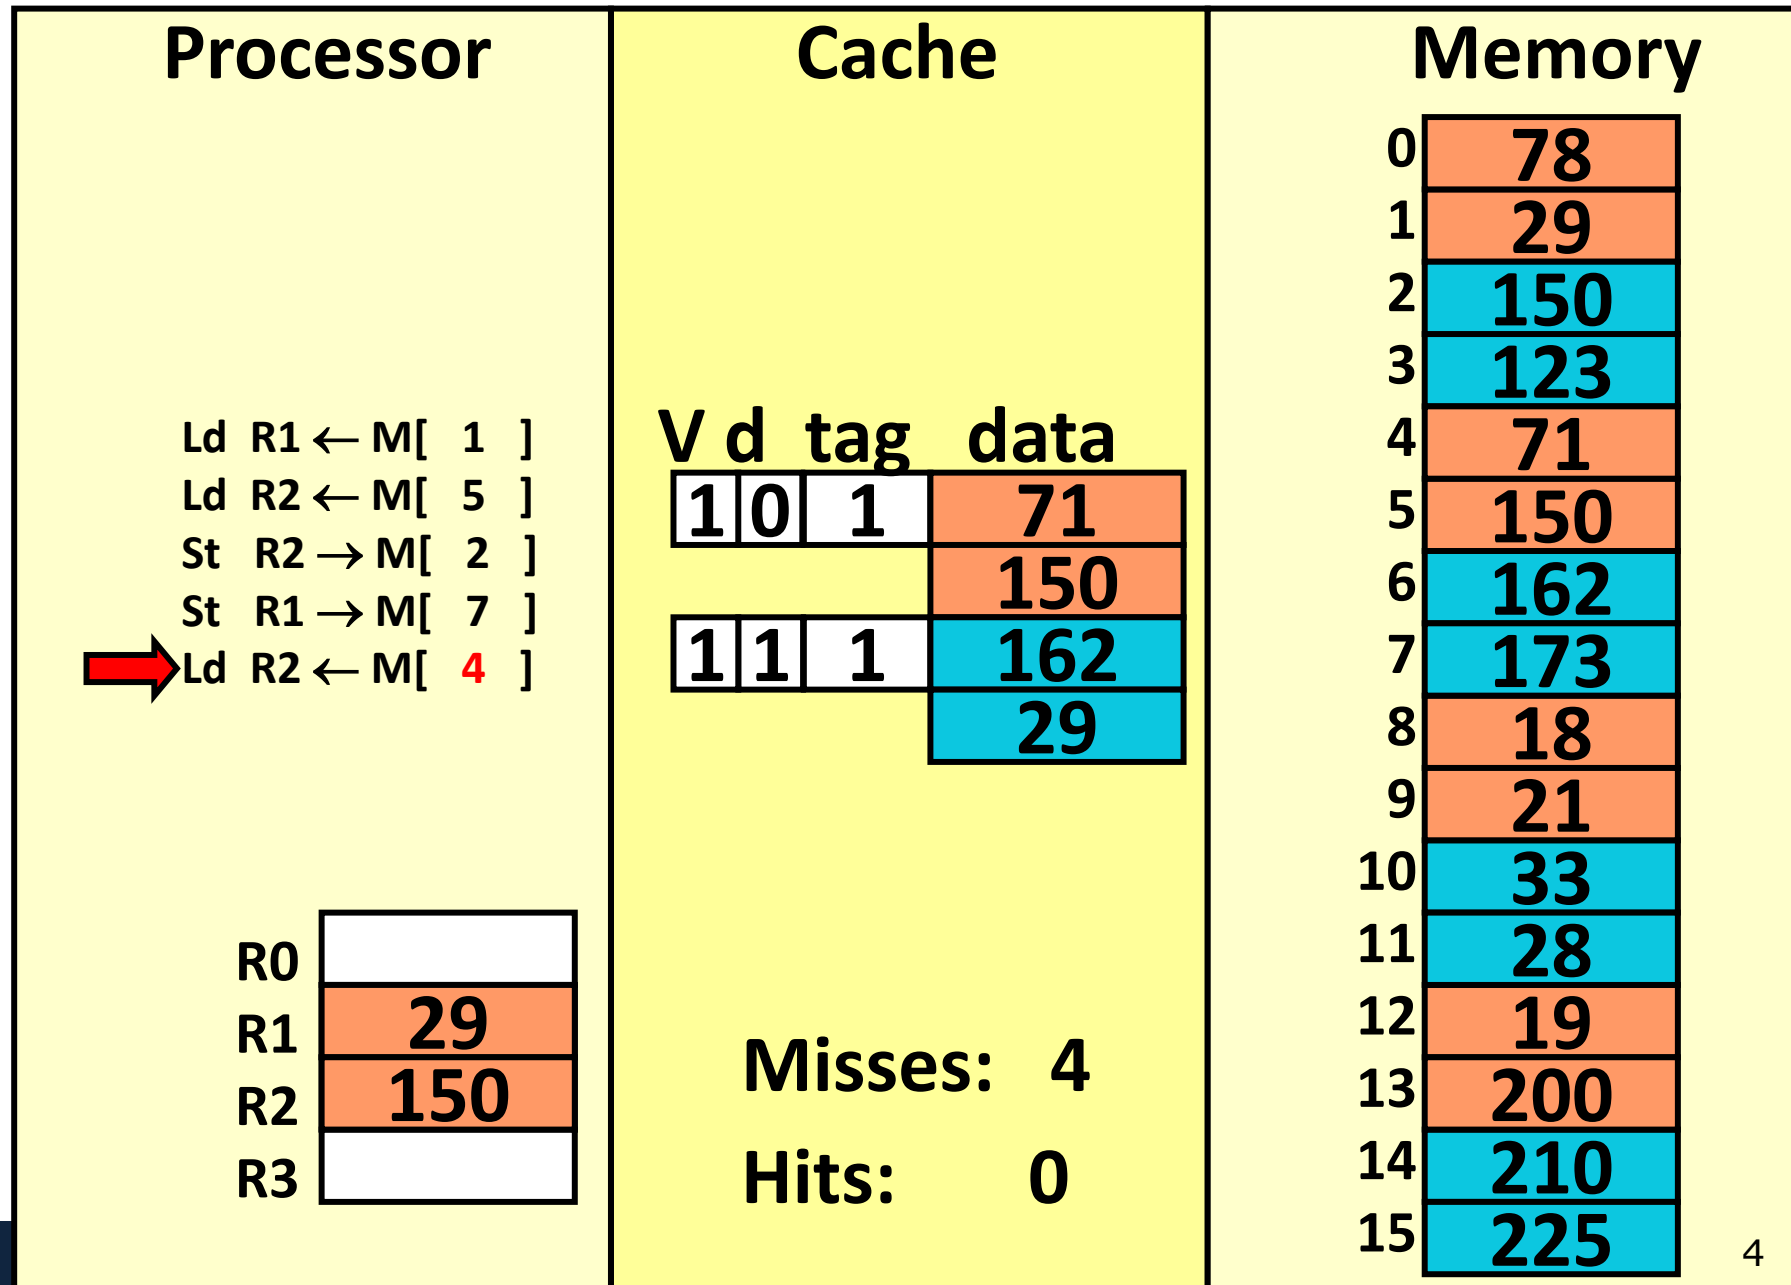 Processor
Ld R1 ← M[ 1 ]
Ld R2 ← M[ 5 ]
St R2 → M[ 2 ]
St R1 → M[ 7 ]
Ld R2 ← M[ 4 ]
R0
R1 29
R2 150
R3
Cache
V d tag data
1 0 1 71
150
1 1 1 162
29
Misses: 4
Hits: 0
Memory
0 78
1 29
2 150
3 123
4 71
5 150
6 162
7 173
8 18
9 21
10 33
11 28
12 19
13 200
14 210
15 225
4